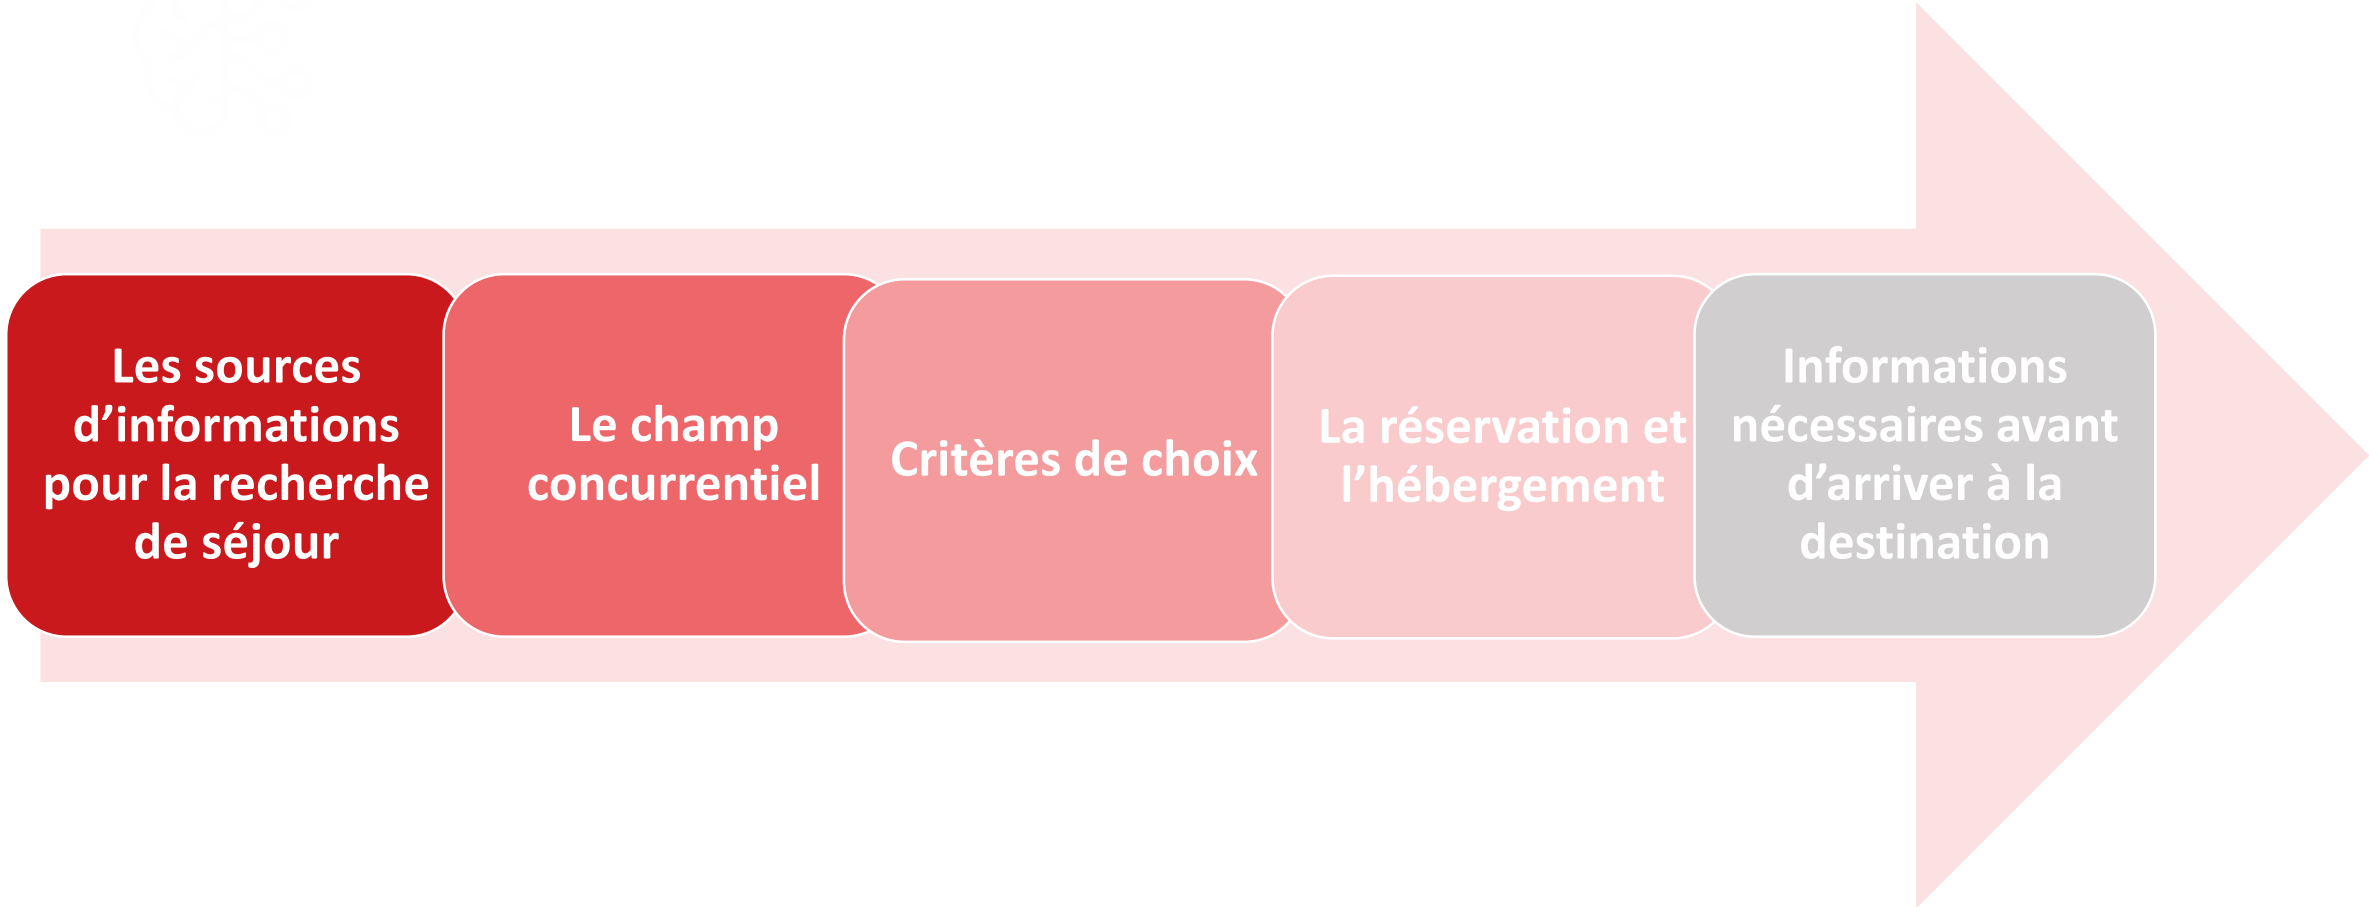 Les sources
d’informations
pour la recherche
de séjour
Le champ
concurrentiel
Critères de choix
La réservation et
l’hébergement
Informations
nécessaires avant
d’arriver à la
destination